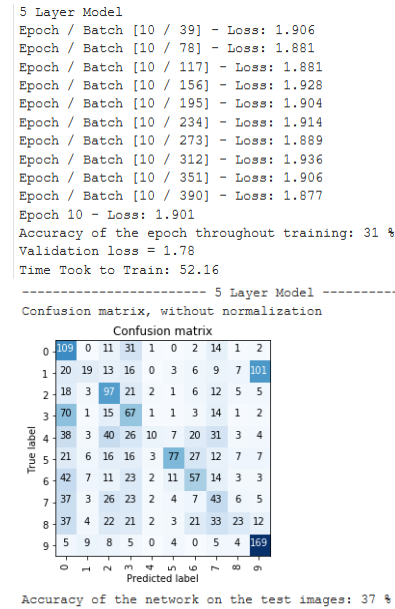 5 Layer Model
Epoch / Batch [10 / 39] - Loss: 1.906
Epoch / Batch [10 / 78] - Loss: 1.881
Epoch / Batch [10 / 117] - Loss: 1.881
Epoch / Batch [10 / 156] - Loss: 1.928
Epoch / Batch [10 / 195] - Loss: 1.904
Epoch / Batch [10 / 234] - Loss: 1.914
Epoch / Batch [10 / 273] - Loss: 1.889
Epoch / Batch [10 / 312] - Loss: 1.936
Epoch / Batch [10 / 351] - Loss: 1.906
Epoch / Batch [10 / 390] - Loss: 1.877
Epoch 10 - Loss: 1.901
Accuracy of the epoch throughout training: 31 %
Validation loss = 1.78
Time Took to Train: 52.16
----------------------- 5 Layer Model ----------
Confusion matrix, without normalization
Confusion matrix
0 109 0 11 31 1 0 2 14 1 2
1 20 19 13 16 0 3 6 9 7 101
2 18 3 97 21 2 1 6 12 5 5
3 70 1 15 67 1 1 3 14 1 2
4 38 3 40 26 10 7 20 31 3 4
5 21 6 16 16 3 77 27 12 7 7
6 42 7 11 23 2 11 57 14 3 3
7 37 3 26 23 2 4 7 43 6 5
8 37 4 22 21 2 3 21 33 23 12
9 5 9 8 5 0 4 0 5 4 169
True label
0 1 2 3 4 5 6 7 8 9
Predicted label
Accuracy of the network on the test images: 37 %